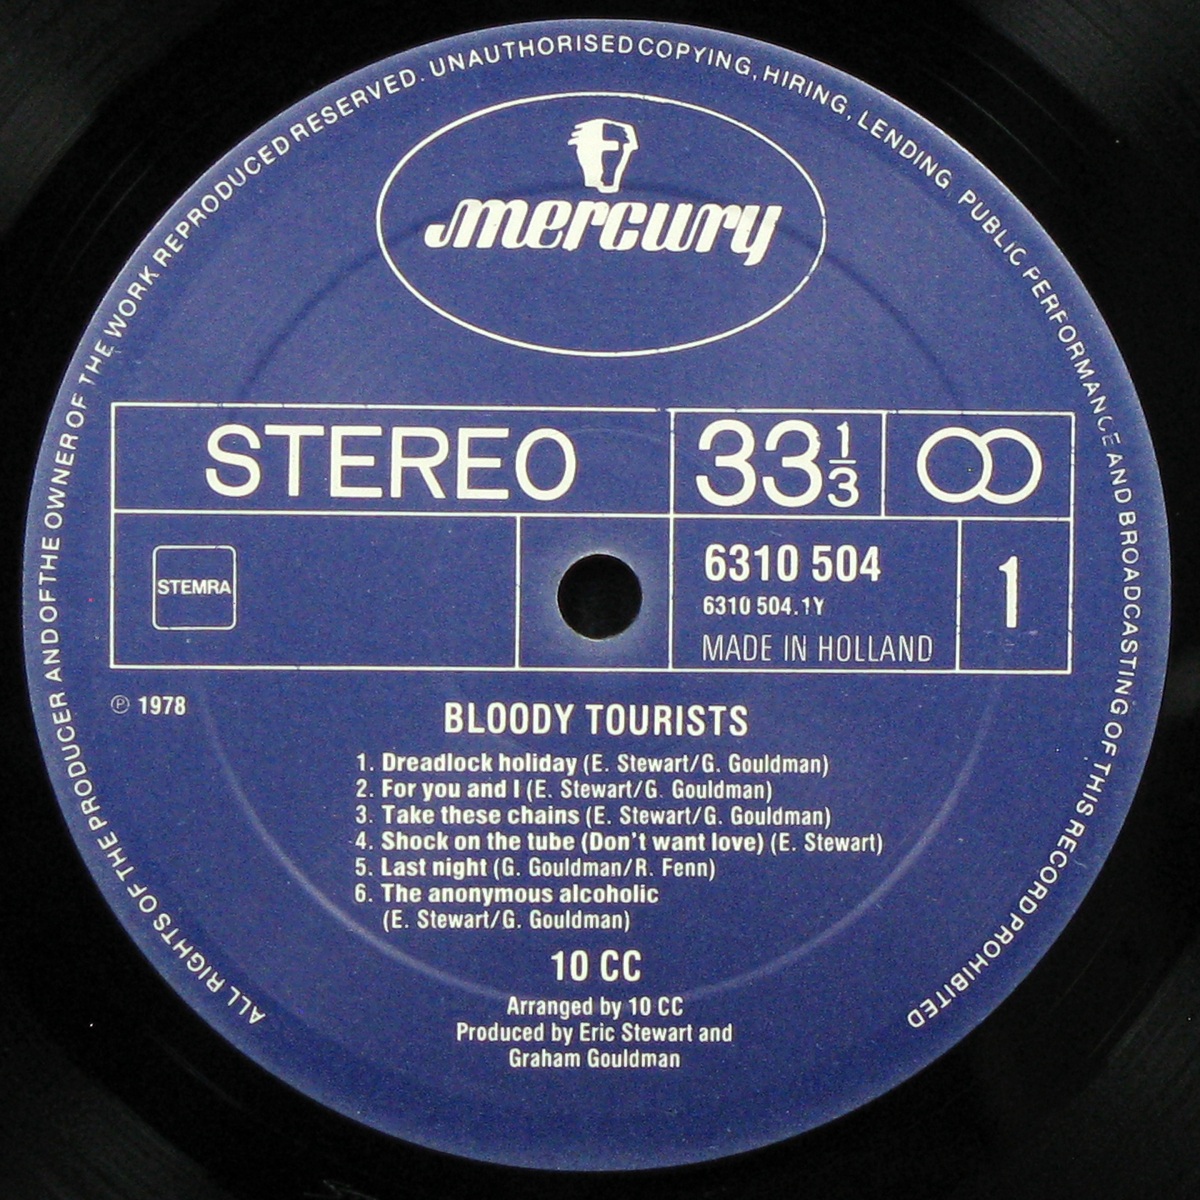 ALL RIGHTS OF THE PRODUCER AND OF THE OWNER OF THE WORK REPRODUCED RESERVED. UNAUTHORISED COPYING, HIRING, LENDING, PUBLIC PERFORMANCE AND BROADCASTING OF THIS RECORD PROHIBITED
mercury
STEREO 33 1/3
STEMRA
6310 504
6310 504.1Y
MADE IN HOLLAND
1
℗ 1978
BLOODY TOURISTS
1. Dreadlock holiday (E. Stewart/G. Gouldman)
2. For you and I (E. Stewart/G. Gouldman)
3. Take these chains (E. Stewart/G. Gouldman)
4. Shock on the tube (Don't want love) (E. Stewart)
5. Last night (G. Gouldman/R. Fenn)
6. The anonymous alcoholic
(E. Stewart/G. Gouldman)
10 CC
Arranged by 10 CC
Produced by Eric Stewart and
Graham Gouldman